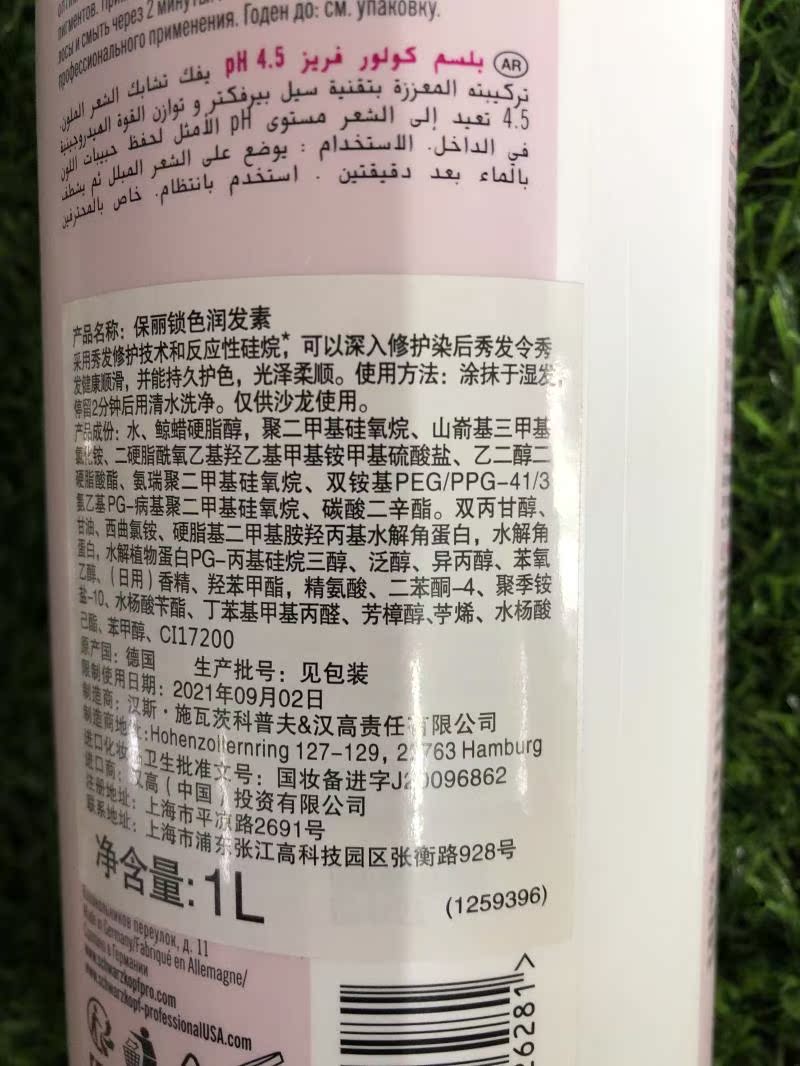 пигментов.
и смыть через 2 минуты.
профессионального применения. Годен до: см. упаковку.
AR بلسم كولور فريز pH 4.5 يفك تشابك الشعر الملون.
تركيبته المعززة بتقنية سيل بيرفكتر و توازن القوة الهيدروجينية
4.5 تعيد إلى الشعر مستوى pH الأمثل لحفظ حبيبات اللون
في الداخل. الاستخدام : يوضع على الشعر المبلل ثم يشطف
بالماء بعد دقيقتين . استخدم بانتظام. خاص بالمحترفين
产品名称：保丽锁色润发素
采用秀发修护技术和反应性硅烷*，可以深入修护染后秀发令秀
发健康顺滑，并能持久护色，光泽柔顺。使用方法：涂抹于湿发，
停留2分钟后用清水洗净。仅供沙龙使用。
产品成份：水、鲸蜡硬脂醇，聚二甲基硅氧烷、山嵛基三甲基
氯化铵、二硬脂酰氧乙基羟乙基甲基铵甲基硫酸盐、乙二醇二
硬脂酸酯、氨端聚二甲基硅氧烷、双铵基PEG/PPG-41/3
氨乙基PG-病基聚二甲基硅氧烷、碳酸二辛酯。双丙甘醇、
甘油、西曲氯铵、硬脂基二甲基胺羟丙基水解角蛋白，水解角
蛋白，水解植物蛋白PG-丙基硅烷三醇、泛醇、异丙醇、苯氧
乙醇、（日用）香精、羟苯甲酯，精氨酸、二苯酮-4、聚季铵
盐-10、水杨酸苄酯、丁苯基甲基丙醛、芳樟醇、苧烯、水杨酸
己酯、苯甲醇、CI17200
原产国：德国 生产批号：见包装
限制使用日期：2021年09月02日
制造商：汉斯·施瓦茨科普夫&汉高责任有限公司
制造商地址:Hohenzollernring 127-129, 22763 Hamburg
进口化妆品卫生批准文号：国妆备进字J20096862
进口商：汉高（中国）投资有限公司
注册地址：上海市平凉路2691号
联系地址：上海市浦东张江高科技园区张衡路928号
净含量:1L
(1259396)
переулок, д. 11
Made in Germany/Fabriqué en Allemagne/
Сделано в Германии
www.schwarzkopfpro.com
www.schwarzkopf-professionalUSA.com
26281 >